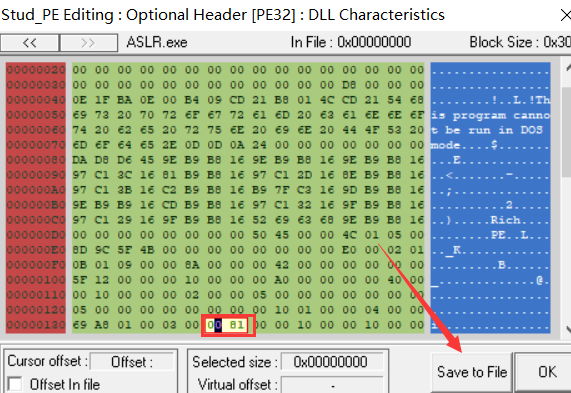 Stud_PE Editing : Optional Header [PE32] : DLL Characteristics
<< >> ASLR.exe In File : 0x00000000 Block Size : 0x30
00000020 00 00 00 00 00 00 00 00 00 00 00 00 00 00 00 00 ................
00000030 00 00 00 00 00 00 00 00 00 00 00 00 D8 00 00 00 ................
00000040 0E 1F BA 0E 00 B4 09 CD 21 B8 01 4C CD 21 54 68 ........!..L.!Th
00000050 69 73 20 70 72 6F 67 72 61 6D 20 63 61 6E 6E 6F is program canno
00000060 74 20 62 65 20 72 75 6E 20 69 6E 20 44 4F 53 20 t be run in DOS
00000070 6D 6F 64 65 2E 0D 0D 0A 24 00 00 00 00 00 00 00 mode....$.......
00000080 DA D8 D6 45 9E B9 B8 16 9E B9 B8 16 9E B9 B8 16 ...E............
00000090 97 C1 3C 16 81 B9 B8 16 97 C1 2D 16 8E B9 B8 16 ..<.......-.....
000000A0 97 C1 3B 16 C2 B9 B8 16 B9 7F C3 16 9D B9 B8 16 ..;.............
000000B0 9E B9 B9 16 CD B9 B8 16 97 C1 32 16 9F B9 B8 16 ..........2.....
000000C0 97 C1 29 16 9F B9 B8 16 52 69 63 68 9E B9 B8 16 ..).....Rich....
000000D0 00 00 00 00 00 00 00 00 50 45 00 00 4C 01 05 00 ........PE..L...
000000E0 8D 9C 5F 4B 00 00 00 00 00 00 00 00 E0 00 02 01 .._K............
000000F0 0B 01 09 00 00 8A 00 00 00 42 00 00 00 00 00 00 .........B......
00000100 5F 12 00 00 00 10 00 00 00 A0 00 00 00 00 40 00 _.............@.
00000110 00 10 00 00 00 02 00 00 05 00 00 00 00 00 00 00 ................
00000120 05 00 00 00 00 00 00 00 00 10 01 00 00 04 00 00 ................
00000130 69 A8 01 00 03 00 00 81 00 00 10 00 00 10 00 00 i...............
Cursor offset : Offset : Selected size : 0x00000000 Save to File OK
Offset In file Virtual offset : -